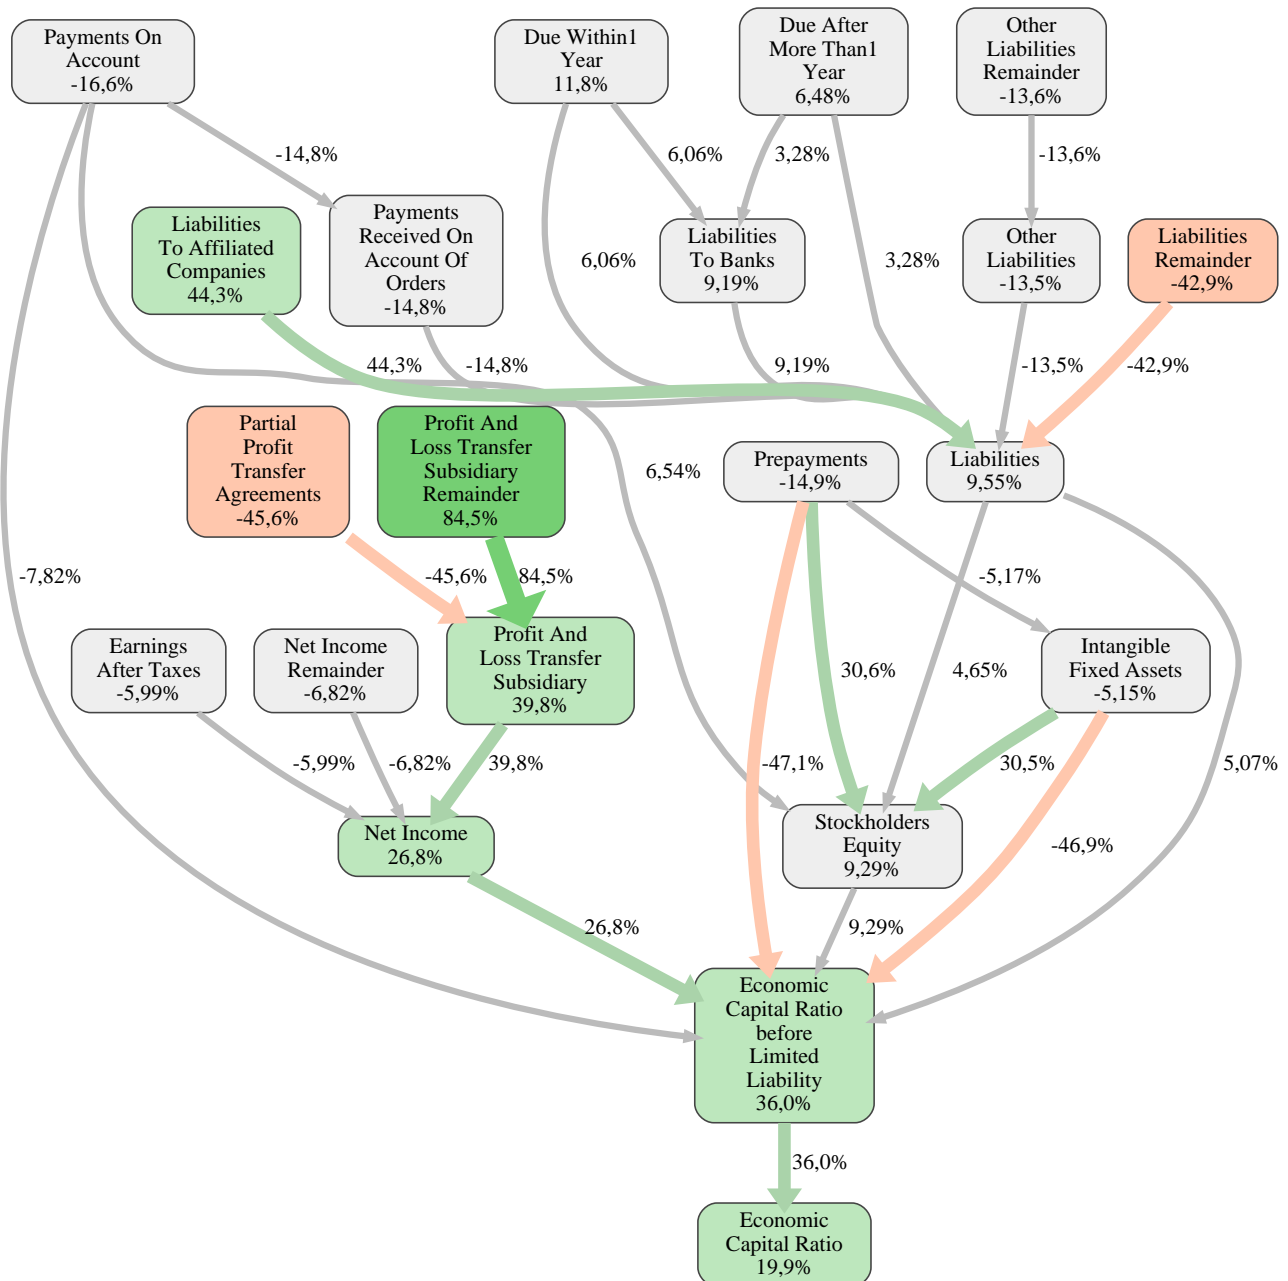 Payments On
Account
-16,6%
Due Within1
Year
11,8%
Due After
More Than1
Year
6,48%
Other
Liabilities
Remainder
-13,6%
-14,8%
6,06%
3,28%
-13,6%
Liabilities
To Affiliated
Companies
44,3%
Payments
Received On
Account Of
Orders
-14,8%
6,06%
Liabilities
To Banks
9,19%
3,28%
Other
Liabilities
-13,5%
Liabilities
Remainder
-42,9%
44,3%
-14,8%
9,19%
-13,5%
-42,9%
Partial
Profit
Transfer
Agreements
-45,6%
Profit And
Loss Transfer
Subsidiary
Remainder
84,5%
6,54%
Prepayments
-14,9%
Liabilities
9,55%
-7,82%
-45,6%
84,5%
-5,17%
Earnings
After Taxes
-5,99%
Net Income
Remainder
-6,82%
Profit And
Loss Transfer
Subsidiary
39,8%
30,6%
4,65%
Intangible
Fixed Assets
-5,15%
-5,99%
-6,82%
39,8%
-47,1%
30,5%
5,07%
Net Income
26,8%
Stockholders
Equity
9,29%
-46,9%
26,8%
9,29%
Economic
Capital Ratio
before
Limited
Liability
36,0%
36,0%
Economic
Capital Ratio
19,9%